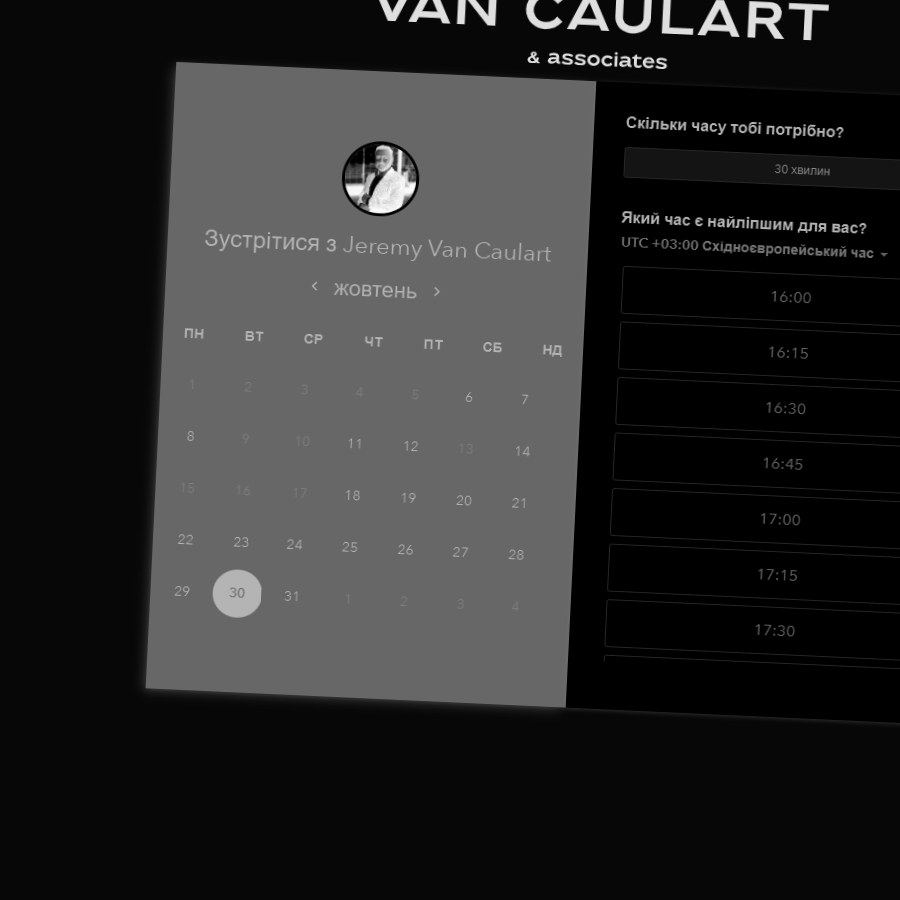 VAN CAULART
& associates
Зустрітися з Jeremy Van Caulart
‹ жовтень ›
ПН ВТ СР ЧТ ПТ СБ НД
1 2 3 4 5 6 7
8 9 10 11 12 13 14
15 16 17 18 19 20 21
22 23 24 25 26 27 28
29 30 31 1 2 3 4
Скільки часу тобі потрібно?
30 хвилин
Який час є найліпшим для вас?
UTC +03:00 Східноєвропейський час
16:00
16:15
16:30
16:45
17:00
17:15
17:30